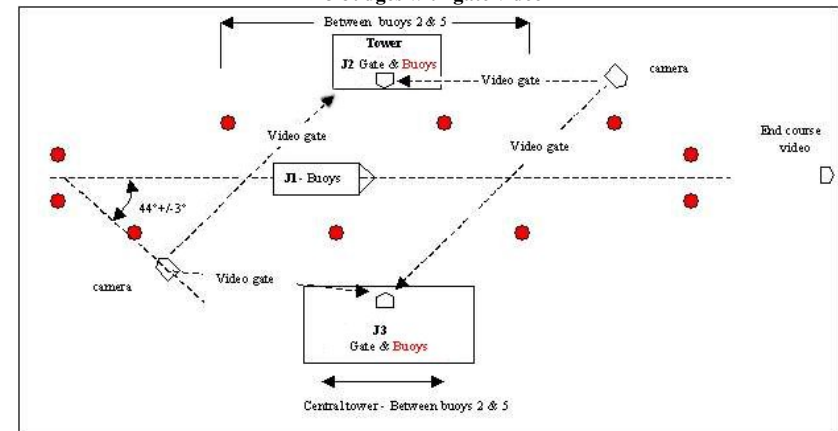 Between buoys 2 & 5
Tower
J2 Gate & Buoys
Video gate
camera
Video gate
Video gate
End course
video
J1 - Buoys
44°+/-3°
Video gate
camera
J3
Gate & Buoys
Central tower - Between buoys 2 & 5